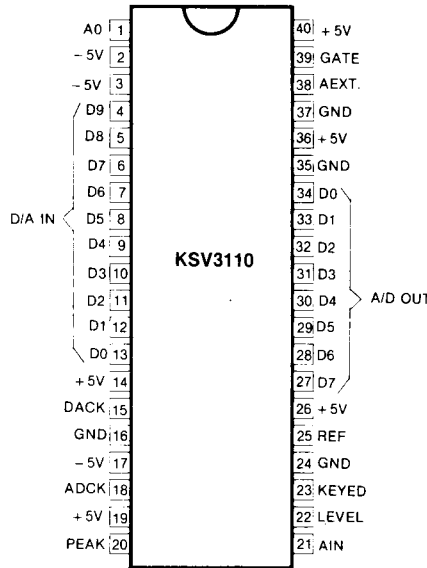 A0 1 40 + 5V
− 5V 2 39 GATE
− 5V 3 38 AEXT.
D9 4 37 GND
D8 5 36 + 5V
D7 6 35 GND
D6 7 34 D0
D/A IN D5 8 33 D1
D4 9 32 D2
KSV3110
D3 10 31 D3
D2 11 30 D4 A/D OUT
D1 12 29 D5
D0 13 28 D6
+ 5V 14 27 D7
DACK 15 26 + 5V
GND 16 25 REF
− 5V 17 24 GND
ADCK 18 23 KEYED
+ 5V 19 22 LEVEL
PEAK 20 21 AIN